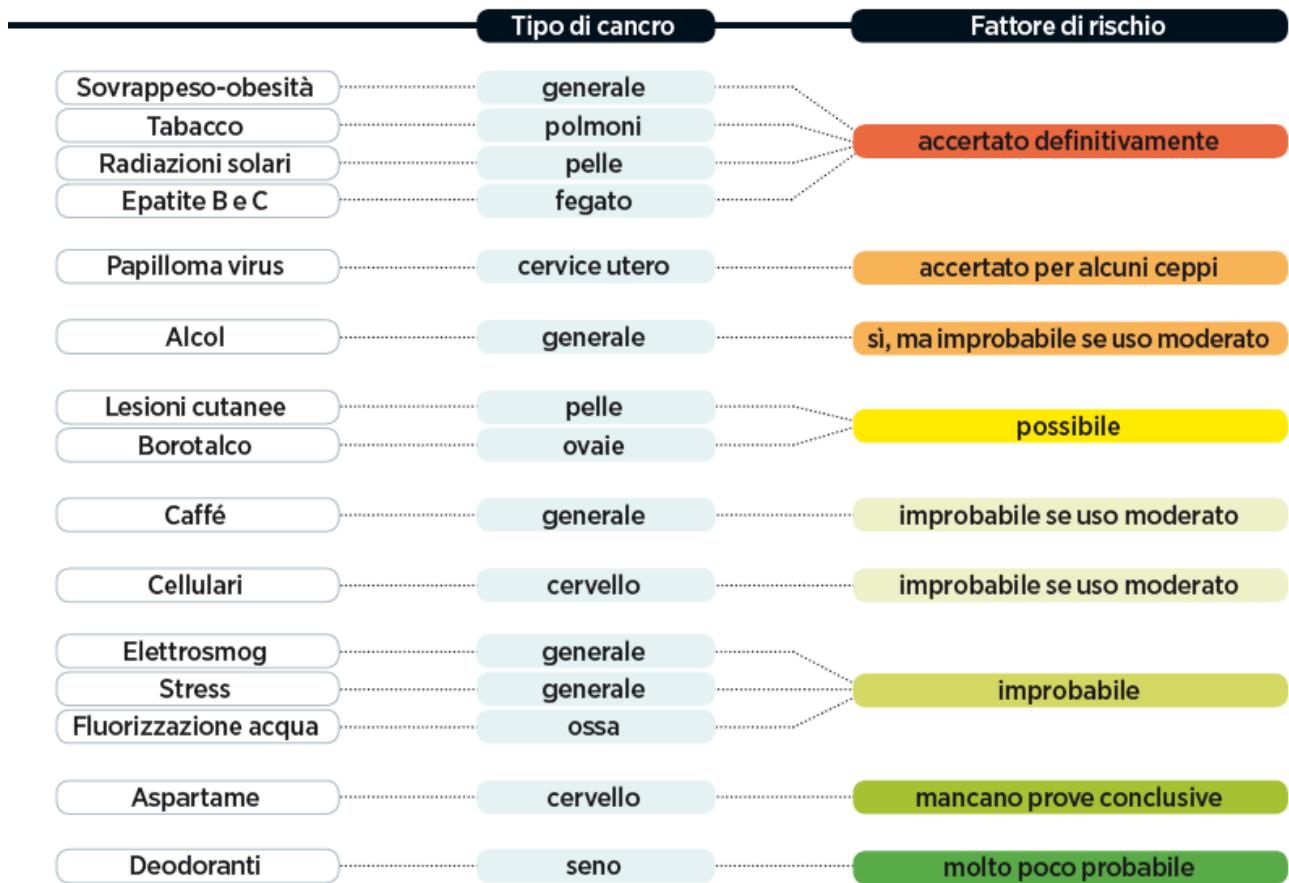 Tipo di cancro Fattore di rischio
Sovrappeso-obesità generale
Tabacco polmoni
accertato definitivamente
Radiazioni solari pelle
Epatite B e C fegato
Papilloma virus cervice utero accertato per alcuni ceppi
Alcol generale sì, ma improbabile se uso moderato
Lesioni cutanee pelle
possibile
Borotalco ovaie
Caffé generale improbabile se uso moderato
Cellulari cervello improbabile se uso moderato
Elettrosmog generale
Stress generale improbabile
Fluorizzazione acqua ossa
Aspartame cervello mancano prove conclusive
Deodoranti seno molto poco probabile